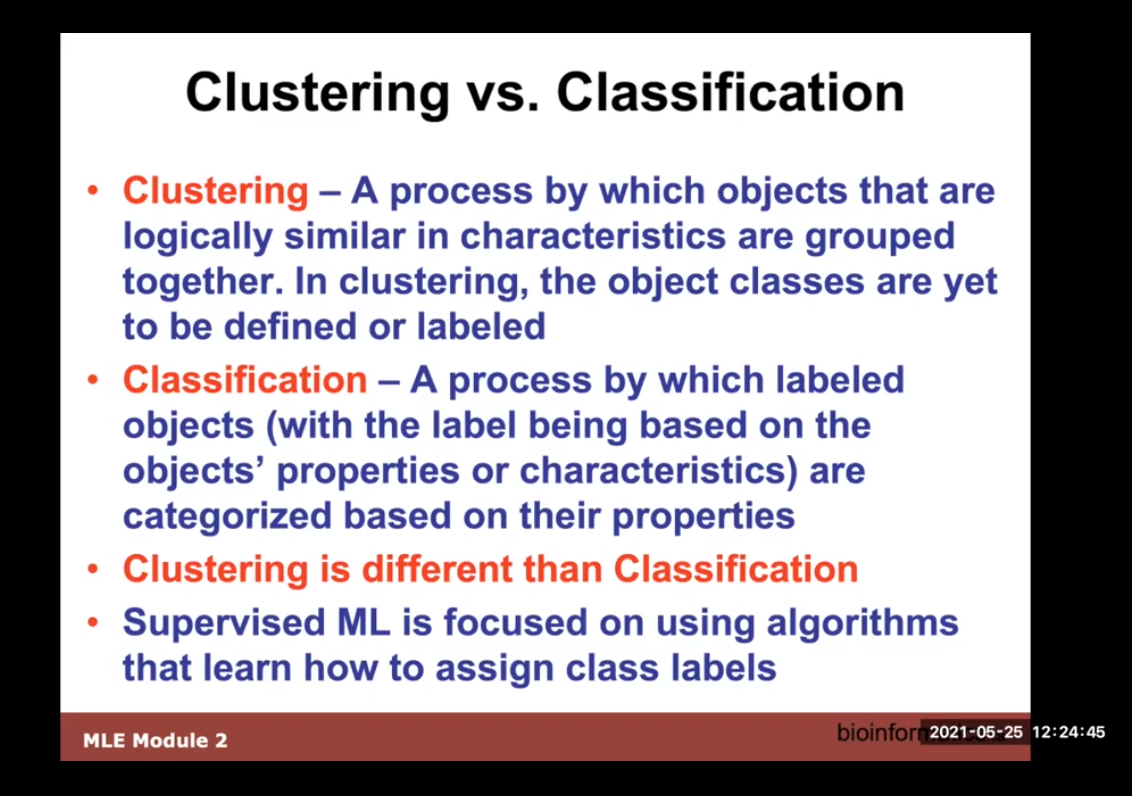 Clustering vs. Classification
• Clustering – A process by which objects that are
logically similar in characteristics are grouped
together. In clustering, the object classes are yet
to be defined or labeled
• Classification – A process by which labeled
objects (with the label being based on the
objects’ properties or characteristics) are
categorized based on their properties
• Clustering is different than Classification
• Supervised ML is focused on using algorithms
that learn how to assign class labels
MLE Module 2
2021-05-25 12:24:45